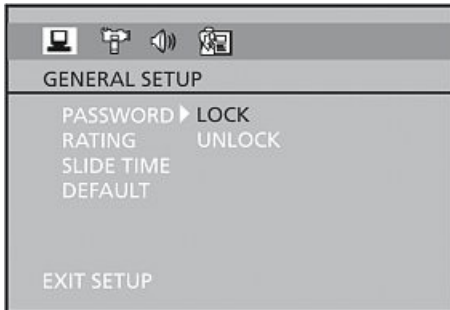 GENERAL SETUP
PASSWORD LOCK
RATING UNLOCK
SLIDE TIME
DEFAULT
EXIT SETUP